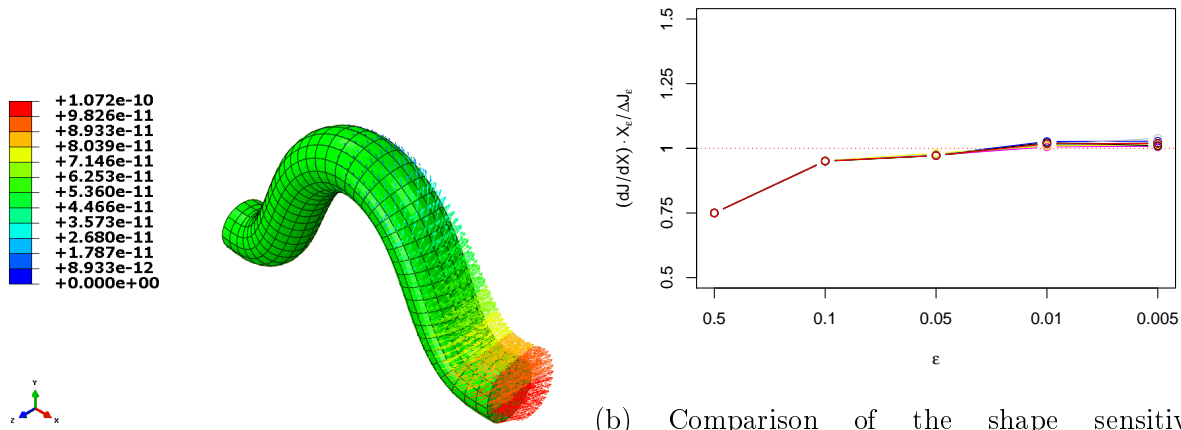 +1.072e-10
+9.826e-11
+8.933e-11
+8.039e-11
+7.146e-11
+6.253e-11
+5.360e-11
+4.466e-11
+3.573e-11
+2.680e-11
+1.787e-11
+8.933e-12
+0.000e+00
Y
Z
X
(dJ/dX) · Xε/ΔJε
1.5
1.25
1
0.75
0.5
0.5
0.1
0.05
0.01
0.005
ε
(b) Comparison of the shape sensitiv